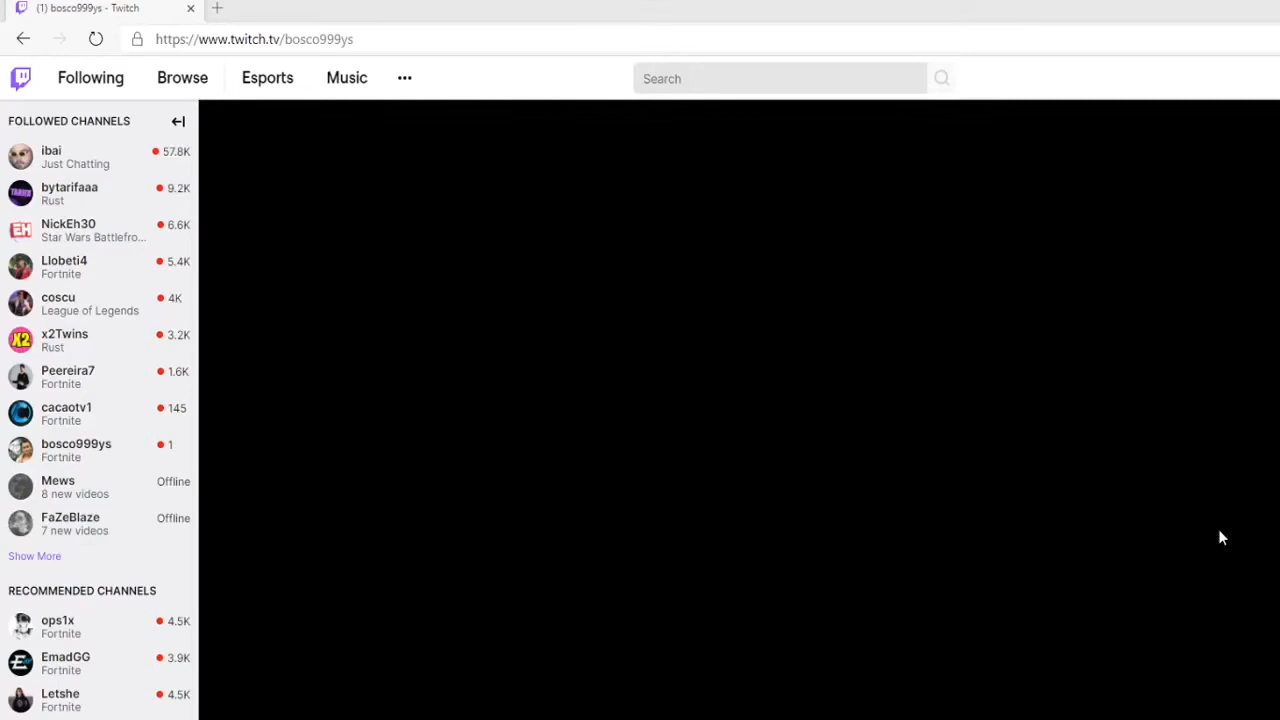 (1) bosco999ys - Twitch
https://www.twitch.tv/bosco999ys
Following Browse Esports Music ...
Search
FOLLOWED CHANNELS
ibai 57.8K
Just Chatting
bytarifaaa 9.2K
Rust
NickEh30 6.6K
Star Wars Battlefro...
Llobeti4 5.4K
Fortnite
coscu 4K
League of Legends
x2Twins 3.2K
Rust
Peereira7 1.6K
Fortnite
cacaotv1 145
Fortnite
bosco999ys 1
Fortnite
Mews Offline
8 new videos
FaZeBlaze Offline
7 new videos
Show More
RECOMMENDED CHANNELS
ops1x 4.5K
Fortnite
EmadGG 3.9K
Fortnite
Letshe 4.5K
Fortnite